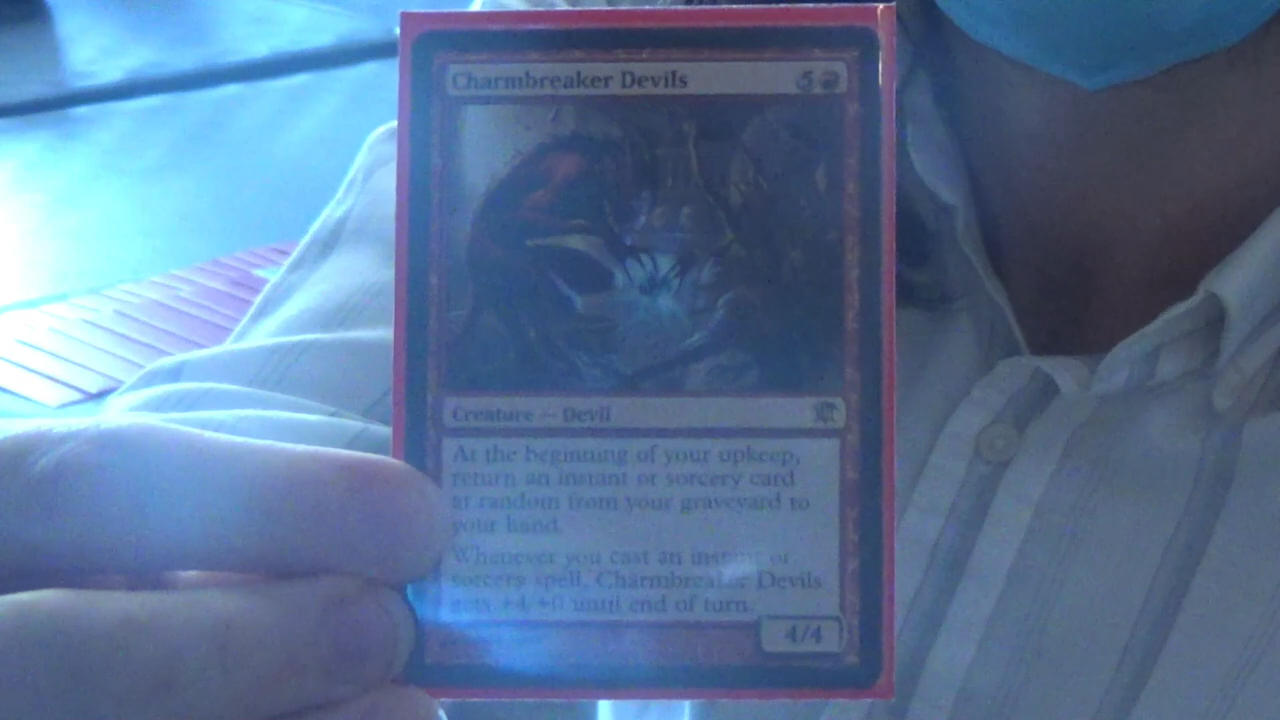 Charmbreaker Devils 5
Creature — Devil
At the beginning of your upkeep,
return an instant or sorcery card
at random from your graveyard to
your hand.
Whenever you cast an instant or
sorcery spell, Charmbreaker Devils
gets +4/+0 until end of turn.
4/4